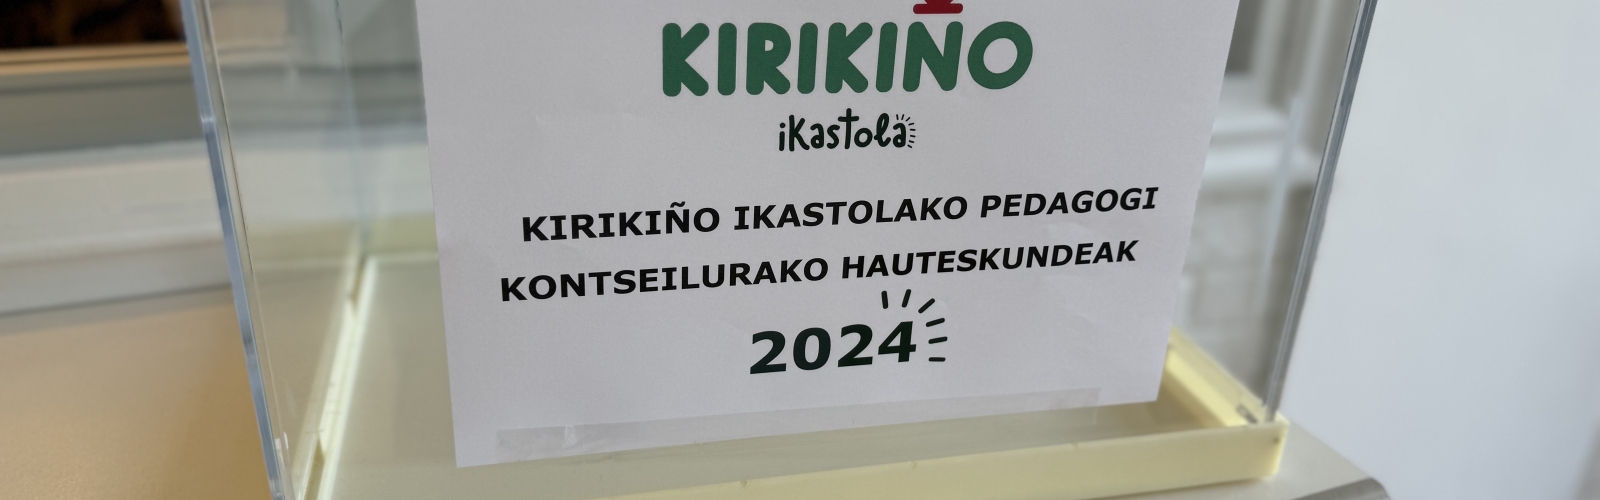 KIRIKIÑO
ikastola
KIRIKIÑO IKASTOLAKO PEDAGOGI
KONTSEILURAKO HAUTESKUNDEAK
2024